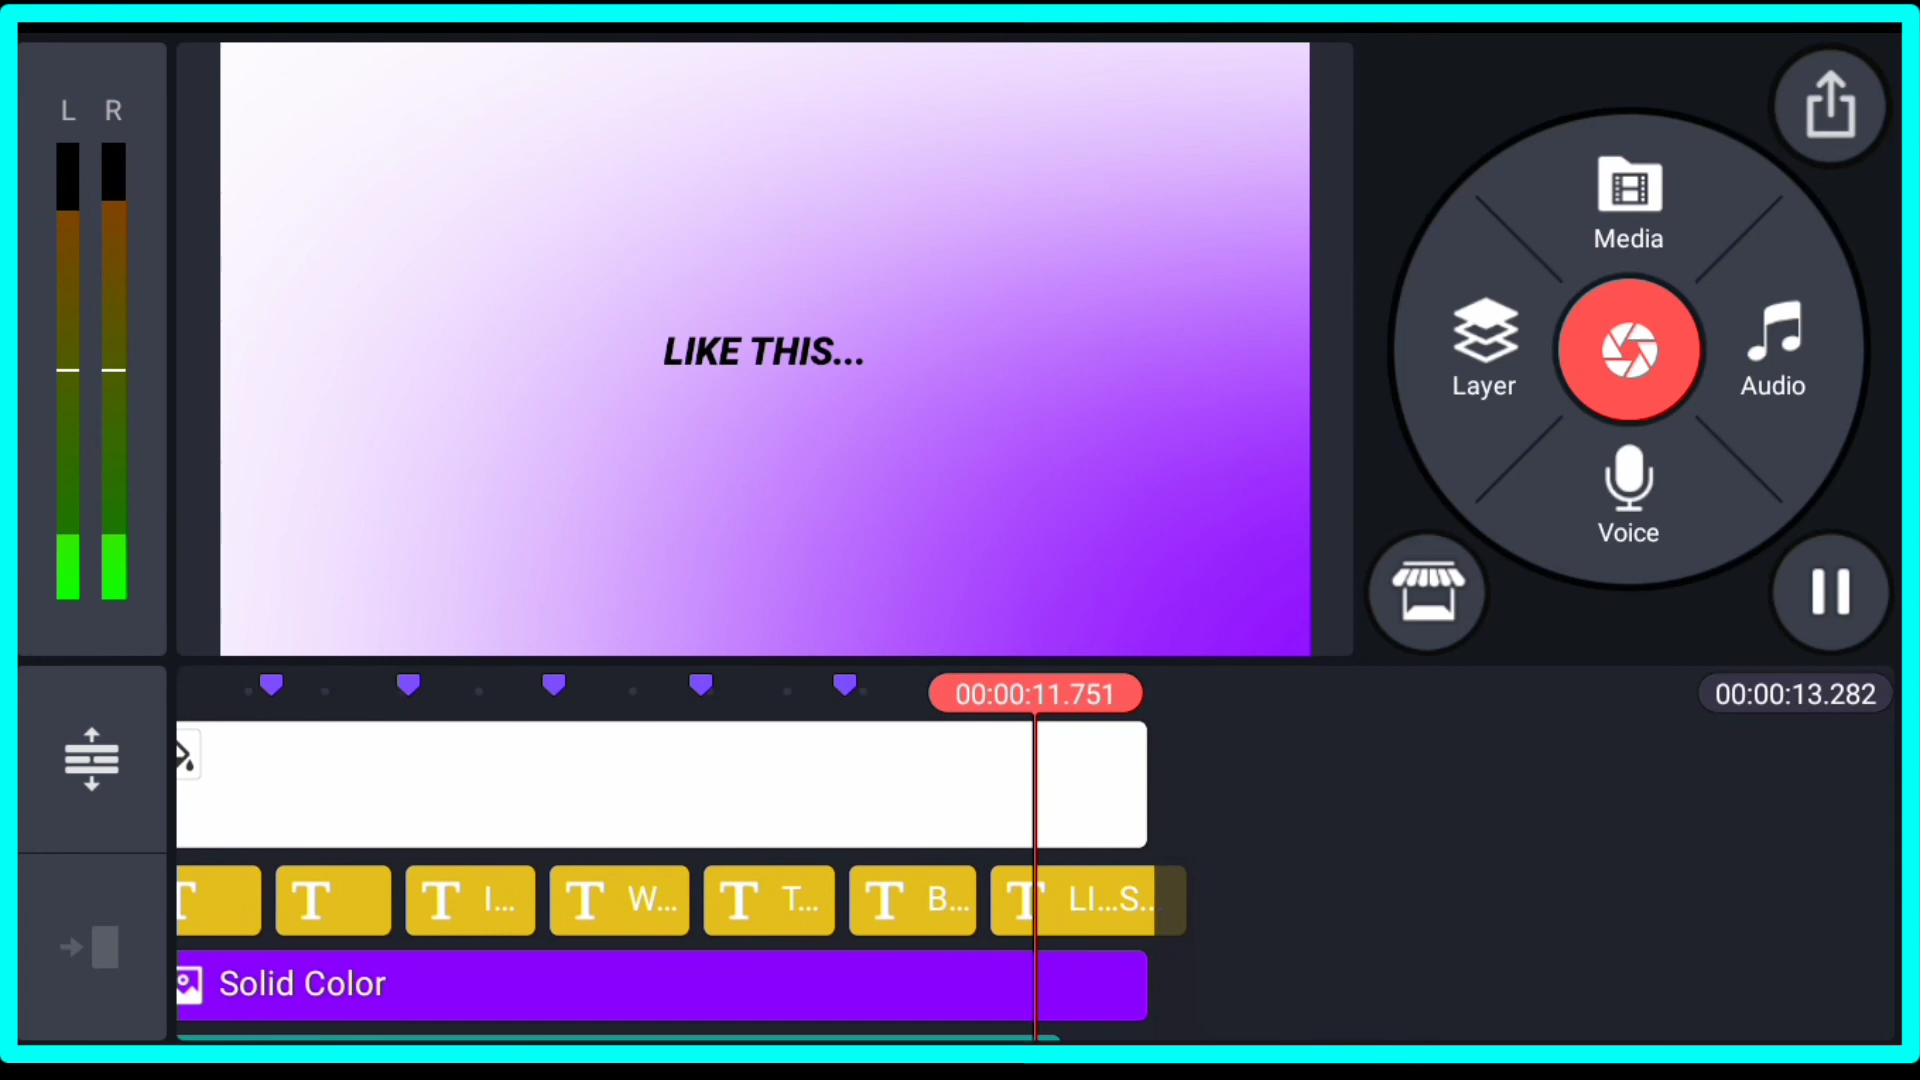 L R
Media
LIKE THIS...
Layer
Audio
Voice
00:00:11.751
00:00:13.282
T
T
T I...
T W...
T T...
T B...
T LI...S...
Solid Color